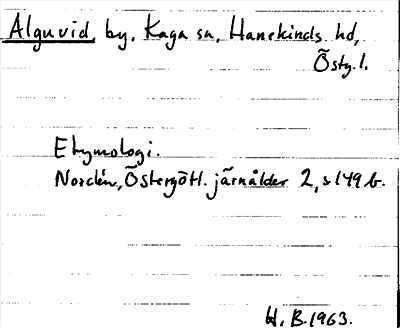 Alguvid, by, Kaga sn, Hanekinds hd,
Östg. l.
Etymologi.
Nordén, Östergötl. järnålder 2, s. 149 b.
H. B. 1963.